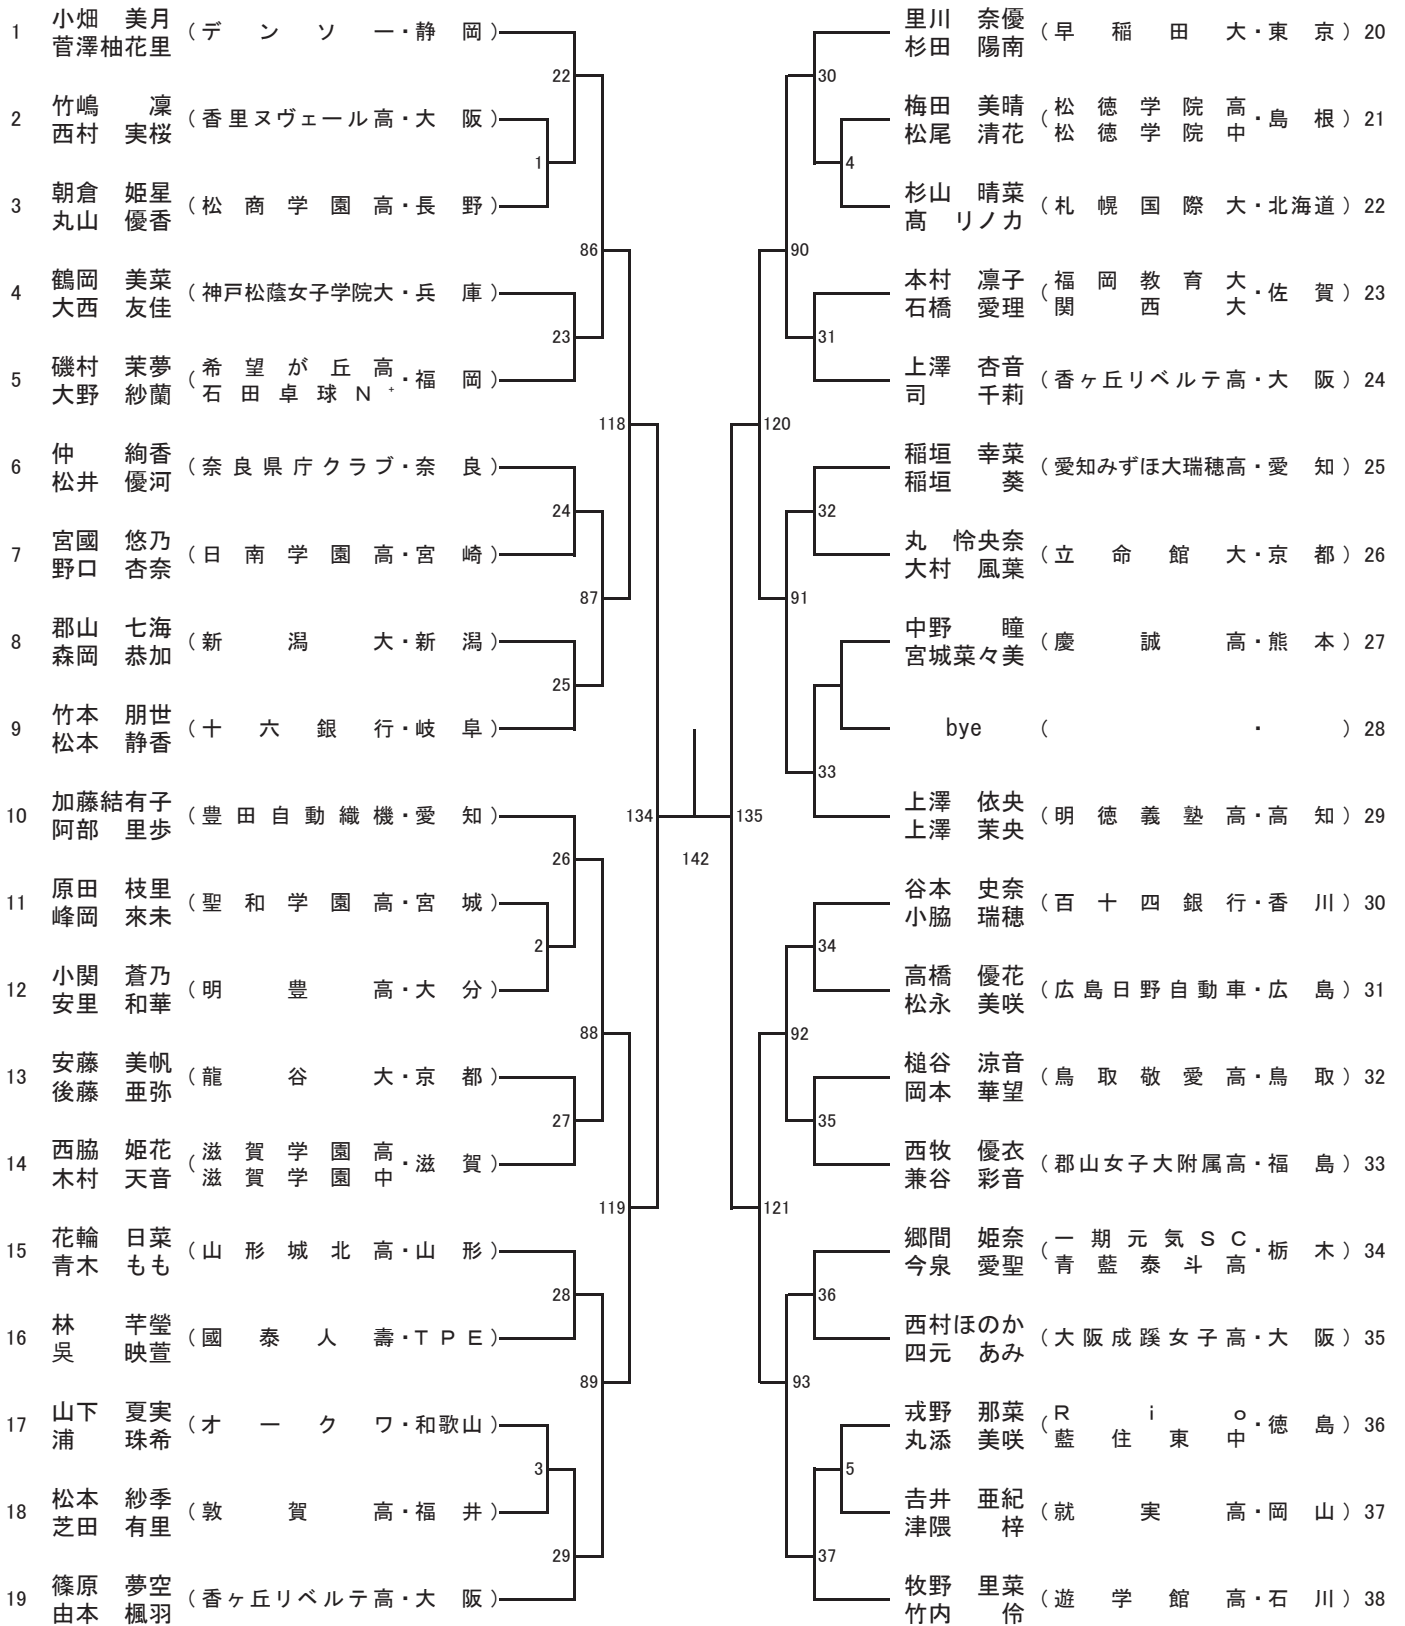 1 小畑 美月 菅澤柚花里 (デンソー・静岡)
2 竹嶋 凜 西村 実桜 (香里ヌヴェール高・大阪)
3 朝倉 姫星 丸山 優香 (松商学園高・長野)
4 鶴岡 美菜 大西 友佳 (神戸松蔭女子学院大・兵庫)
5 磯村 茉夢 大野 紗蘭 (希望が丘高 石田卓球N⁺・福岡)
6 仲 絢香 松井 優河 (奈良県庁クラブ・奈良)
7 宮國 悠乃 野口 杏奈 (日南学園高・宮崎)
8 郡山 七海 森岡 恭加 (新潟大・新潟)
9 竹本 朋世 松本 静香 (十六銀行・岐阜)
10 加藤結有子 阿部 里歩 (豊田自動織機・愛知)
11 原田 枝里 峰岡 來未 (聖和学園高・宮城)
12 小関 蒼乃 安里 和華 (明豊高・大分)
13 安藤 美帆 後藤 亜弥 (龍谷大・京都)
14 西脇 姫花 木村 天音 (滋賀学園高 滋賀学園中・滋賀)
15 花輪 日菜 青木 もも (山形城北高・山形)
16 林 芊瑩 吳 映萱 (國泰人壽・TPE)
17 山下 夏実 浦 珠希 (オークワ・和歌山)
18 松本 紗季 芝田 有里 (敦賀高・福井)
19 篠原 夢空 由本 楓羽 (香ヶ丘リベルテ高・大阪)
22
1
86
23
118
24
87
25
134
26
2
88
27
119
28
89
3
29
142
30
4
90
31
120
32
91
33
135
34
92
35
121
36
93
5
37
里川 奈優 杉田 陽南 (早稲田大・東京) 20
梅田 美晴 松尾 清花 (松徳学院高 松徳学院中・島根) 21
杉山 晴菜 髙 リノカ (札幌国際大・北海道) 22
本村 凛子 石橋 愛理 (福岡教育大 関西大・佐賀) 23
上澤 杏音 司 千莉 (香ヶ丘リベルテ高・大阪) 24
稲垣 幸菜 稲垣 葵 (愛知みずほ大瑞穂高・愛知) 25
丸 怜央奈 大村 風葉 (立命館大・京都) 26
中野 瞳 宮城菜々美 (慶誠高・熊本) 27
bye (・) 28
上澤 依央 上澤 茉央 (明徳義塾高・高知) 29
谷本 史奈 小脇 瑞穂 (百十四銀行・香川) 30
高橋 優花 松永 美咲 (広島日野自動車・広島) 31
槌谷 涼音 岡本 華望 (鳥取敬愛高・鳥取) 32
西牧 優衣 兼谷 彩音 (郡山女子大附属高・福島) 33
郷間 姫奈 今泉 愛聖 (一期元気SC 青藍泰斗高・栃木) 34
西村ほのか 四元 あみ (大阪成蹊女子高・大阪) 35
戎野 那菜 丸添 美咲 (Rio 藍住東中・徳島) 36
𠮷井 亜紀 津隈 梓 (就実高・岡山) 37
牧野 里菜 竹内 伶 (遊学館高・石川) 38